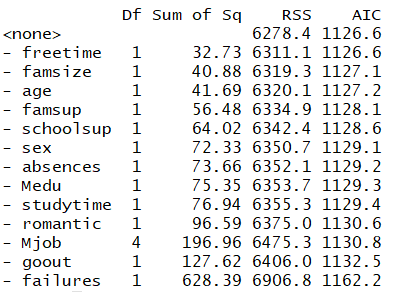 Df Sum of Sq RSS AIC
<none> 6278.4 1126.6
- freetime 1 32.73 6311.1 1126.6
- famsize 1 40.88 6319.3 1127.1
- age 1 41.69 6320.1 1127.2
- famsup 1 56.48 6334.9 1128.1
- schoolsup 1 64.02 6342.4 1128.6
- sex 1 72.33 6350.7 1129.1
- absences 1 73.66 6352.1 1129.2
- Medu 1 75.35 6353.7 1129.3
- studytime 1 76.94 6355.3 1129.4
- romantic 1 96.59 6375.0 1130.6
- Mjob 4 196.96 6475.3 1130.8
- goout 1 127.62 6406.0 1132.5
- failures 1 628.39 6906.8 1162.2